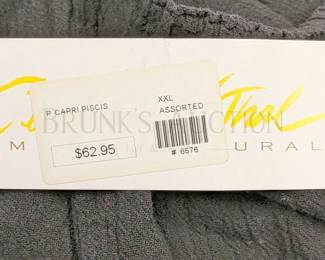 P CAPRI PISCIS
XXL
ASSORTED
BRUNK'S AUCTION
$62.95
# 6576
URAL